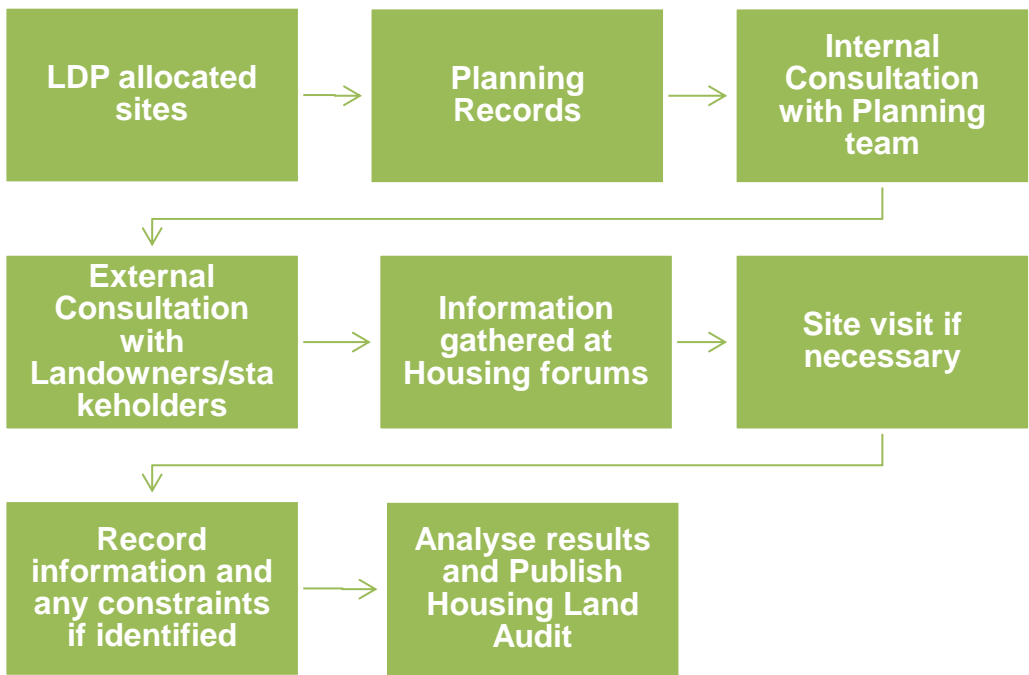 LDP allocated
sites
Planning
Records
Internal
Consultation
with Planning
team
External
Consultation
with
Landowners/sta
keholders
Information
gathered at
Housing forums
Site visit if
necessary
Record
information and
any constraints
if identified
Analyse results
and Publish
Housing Land
Audit